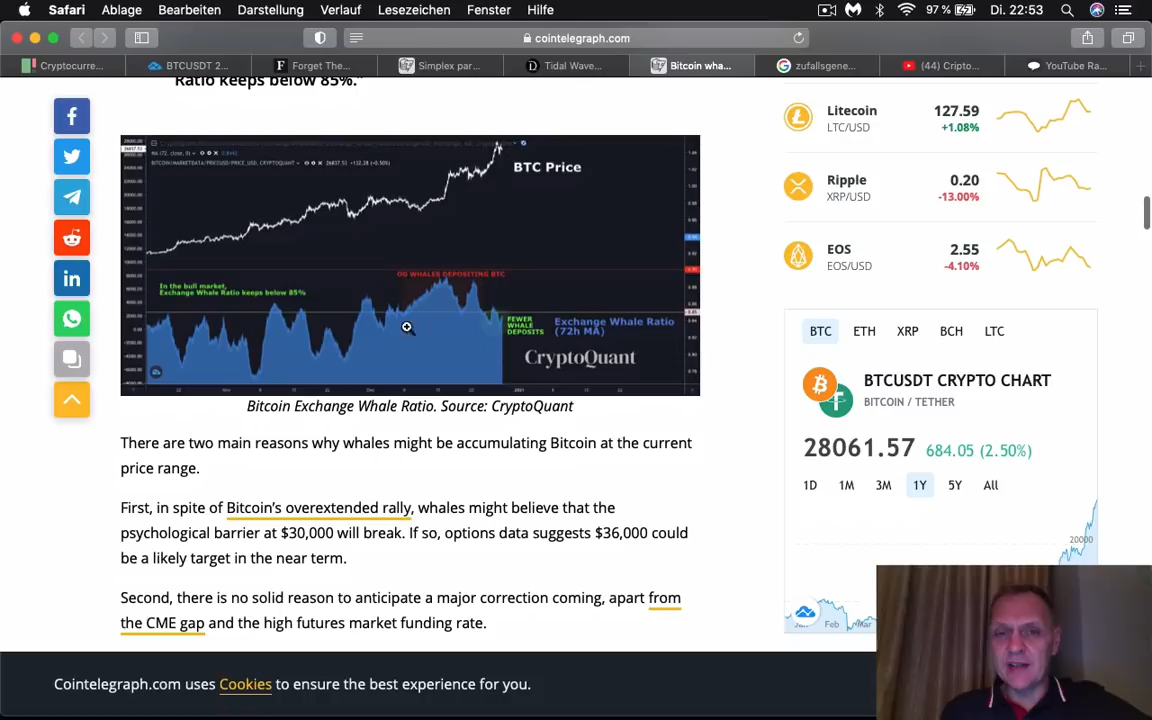 Safari Ablage Bearbeiten Darstellung Verlauf Lesezeichen Fenster Hilfe 97 % Di. 22:53
cointelegraph.com
Cryptocurre... BTCUSDT 2... Forget The... Simplex par... Tidal Wave... Bitcoin wha... zufallsgene... (44) Cripto... YouTube Ra...
Ratio keeps below 85%."
BTC Price
OG WHALES DEPOSITING BTC
In the bull market,
Exchange Whale Ratio keeps below 85%
FEWER
WHALE
DEPOSITS
Exchange Whale Ratio
(72h MA)
CryptoQuant
Bitcoin Exchange Whale Ratio. Source: CryptoQuant
There are two main reasons why whales might be accumulating Bitcoin at the current
price range.
First, in spite of Bitcoin's overextended rally, whales might believe that the
psychological barrier at $30,000 will break. If so, options data suggests $36,000 could
be a likely target in the near term.
Second, there is no solid reason to anticipate a major correction coming, apart from
the CME gap and the high futures market funding rate.
Litecoin 127.59
LTC/USD +1.08%
Ripple 0.20
XRP/USD -13.00%
EOS 2.55
EOS/USD -4.10%
BTC ETH XRP BCH LTC
BTCUSDT CRYPTO CHART
BITCOIN / TETHER
28061.57 684.05 (2.50%)
1D 1M 3M 1Y 5Y All
20000
Feb Mar
Cointelegraph.com uses Cookies to ensure the best experience for you.